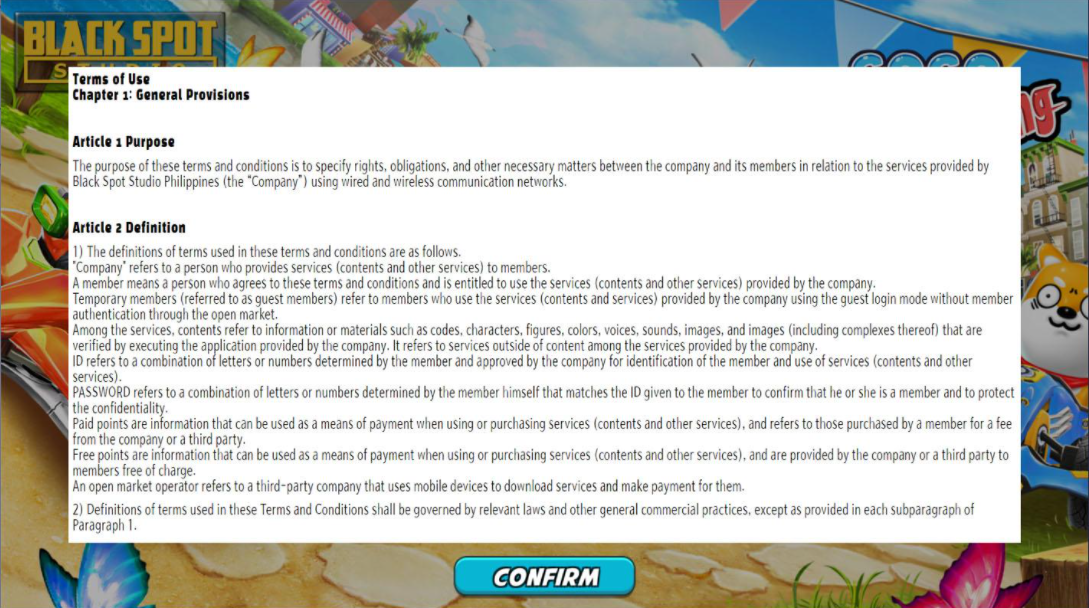 BLACK SPOT
STUDIO
Terms of Use
Chapter 1: General Provisions
Article 1 Purpose
The purpose of these terms and conditions is to specify rights, obligations, and other necessary matters between the company and its members in relation to the services provided by
Black Spot Studio Philippines (the "Company") using wired and wireless communication networks.
Article 2 Definition
1) The definitions of terms used in these terms and conditions are as follows.
"Company" refers to a person who provides services (contents and other services) to members.
A member means a person who agrees to these terms and conditions and is entitled to use the services (contents and other services) provided by the company.
Temporary members (referred to as guest members) refer to members who use the services (contents and services) provided by the company using the guest login mode without member
authentication through the open market.
Among the services, contents refer to information or materials such as codes, characters, figures, colors, voices, sounds, images, and images (including complexes thereof) that are
verified by executing the application provided by the company. It refers to services outside of content among the services provided by the company.
ID refers to a combination of letters or numbers determined by the member and approved by the company for identification of the member and use of services (contents and other
services).
PASSWORD refers to a combination of letters or numbers determined by the member himself that matches the ID given to the member to confirm that he or she is a member and to protect
the confidentiality.
Paid points are information that can be used as a means of payment when using or purchasing services (contents and other services), and refers to those purchased by a member for a fee
from the company or a third party.
Free points are information that can be used as a means of payment when using or purchasing services (contents and other services), and are provided by the company or a third party to
members free of charge.
An open market operator refers to a third-party company that uses mobile devices to download services and make payment for them.
2) Definitions of terms used in these Terms and Conditions shall be governed by relevant laws and other general commercial practices, except as provided in each subparagraph of
Paragraph 1.
CONFIRM